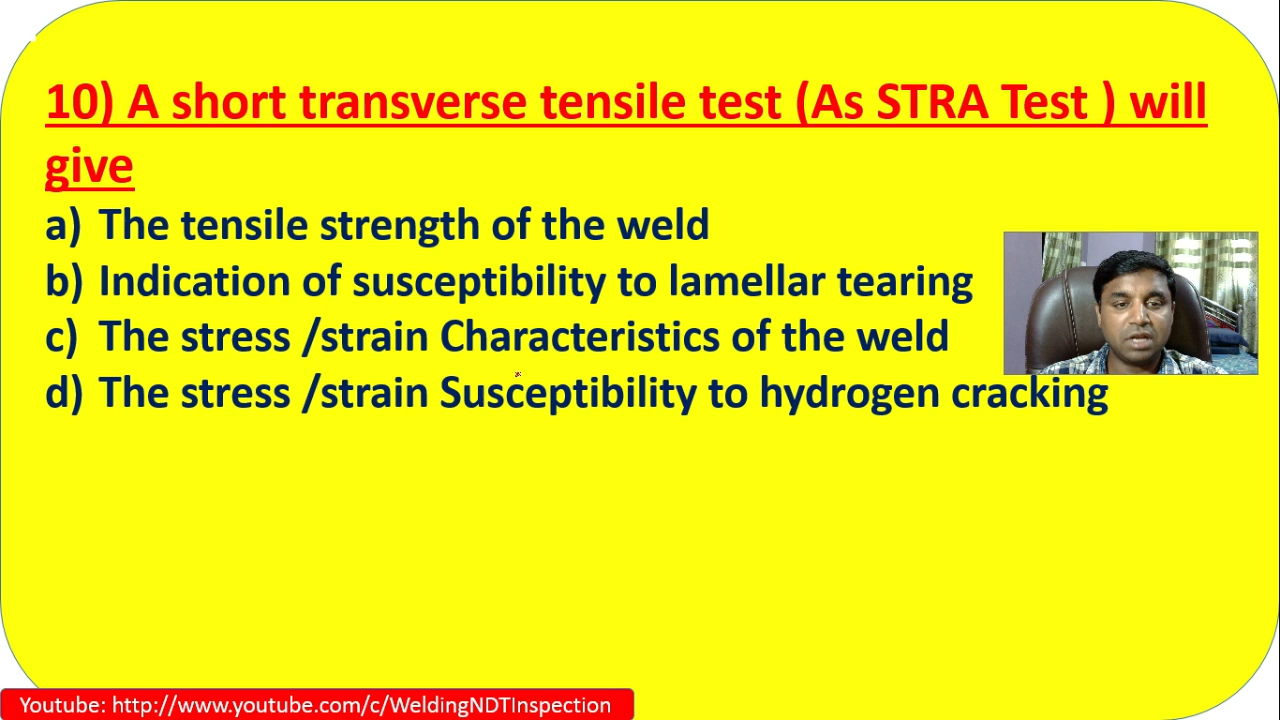 10) A short transverse tensile test (As STRA Test ) will
give
a) The tensile strength of the weld
b) Indication of susceptibility to lamellar tearing
c) The stress /strain Characteristics of the weld
d) The stress /strain Susceptibility to hydrogen cracking
Youtube: http://www.youtube.com/c/WeldingNDTInspection